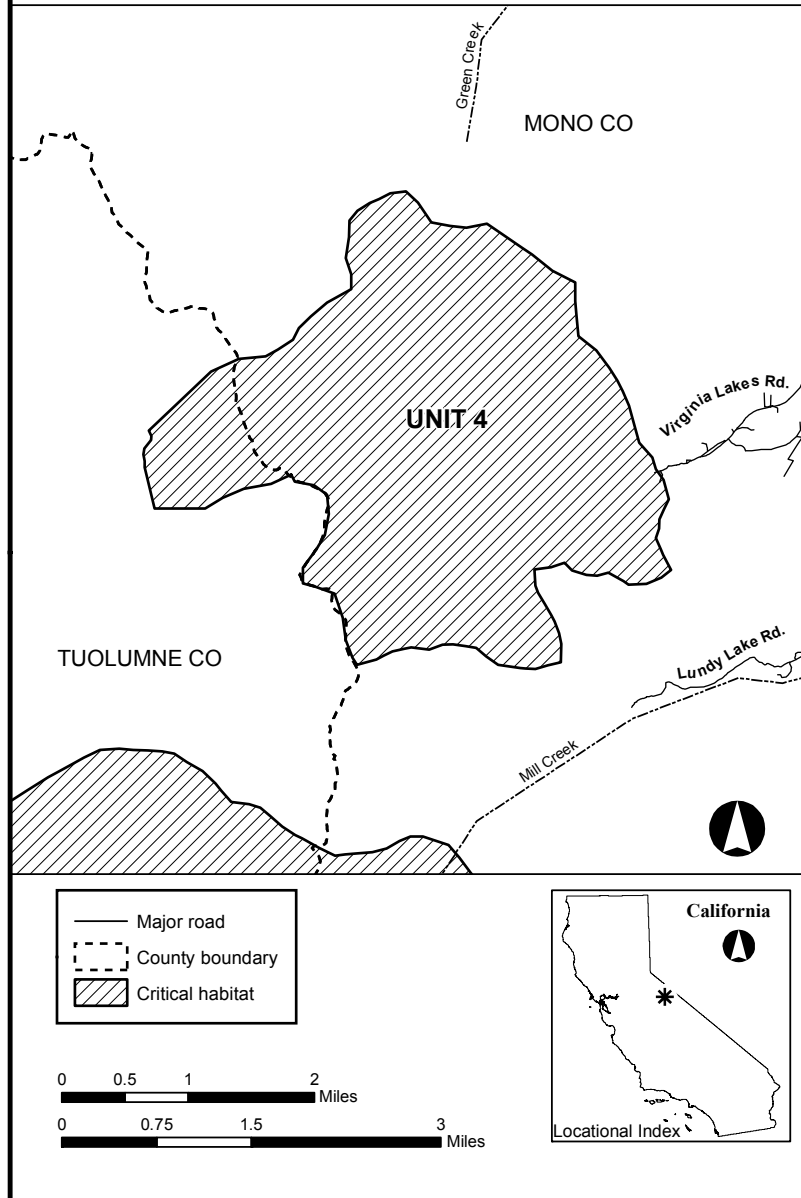 Green Creek
MONO CO
Virginia Lakes Rd.
UNIT 4
TUOLUMNE CO
Lundy Lake Rd.
Mill Creek
Major road
County boundary
Critical habitat
California
Locational Index
0 0.5 1 2
Miles
0 0.75 1.5 3
Miles